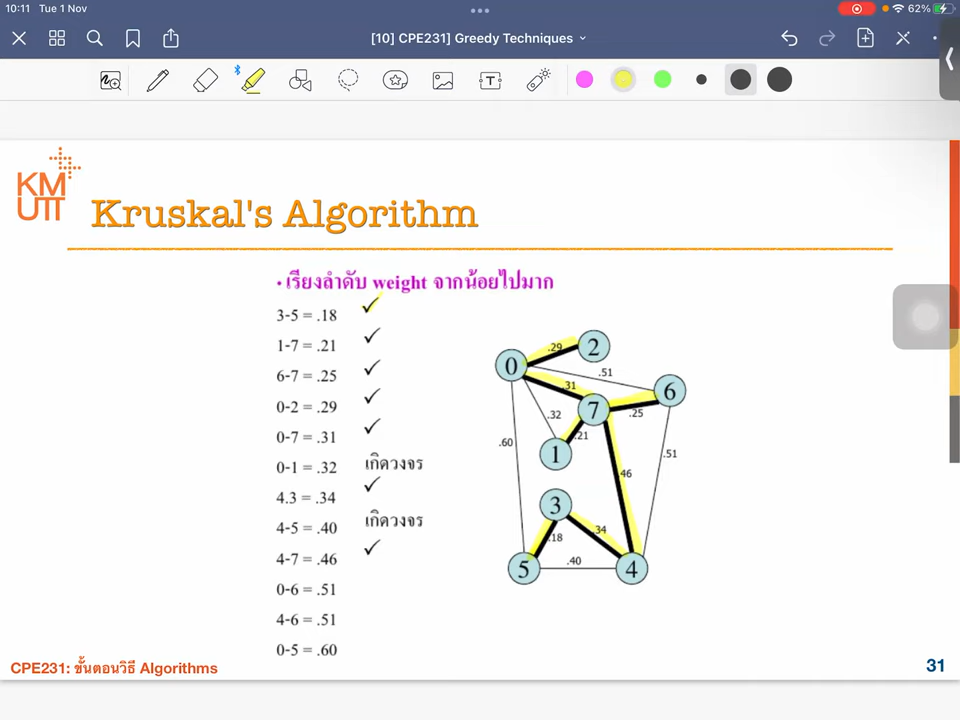 10:11 Tue 1 Nov
62%
[10] CPE231] Greedy Techniques
KM
UTT
Kruskal's Algorithm
• เรียงลำดับ weight จากน้อยไปมาก
3-5 = .18
1-7 = .21
6-7 = .25
0-2 = .29
0-7 = .31
0-1 = .32 เกิดวงจร
4.3 = .34
4-5 = .40 เกิดวงจร
4-7 = .46
0-6 = .51
4-6 = .51
0-5 = .60
.29
2
0
.51
.31
6
7
.25
.32
.21
.60
1
.51
.46
3
.34
.18
5
.40
4
CPE231: ขั้นตอนวิธี Algorithms
31